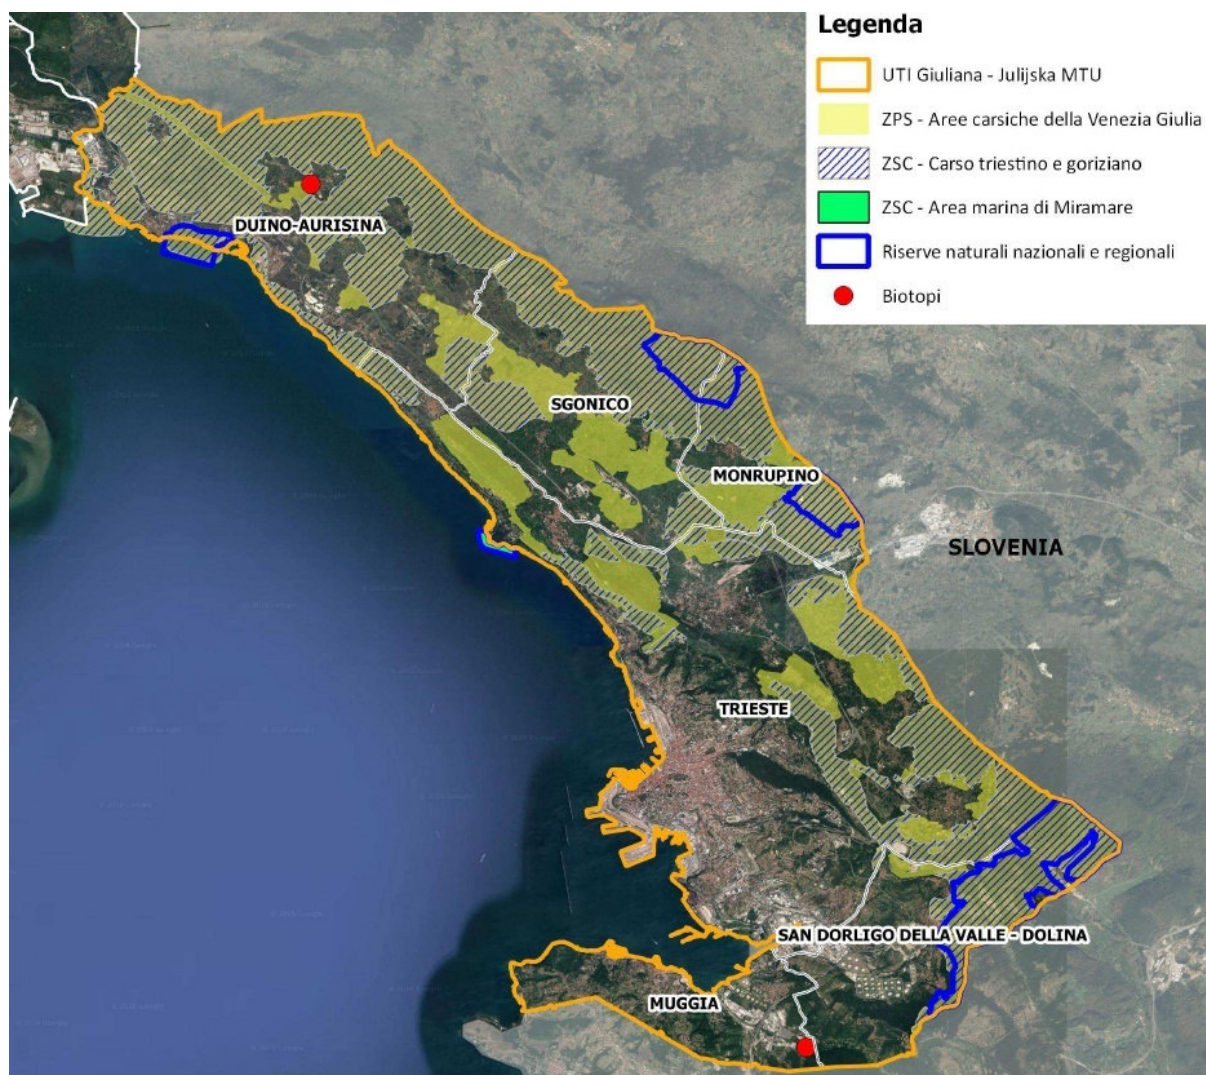 Legenda
UTI Giuliana - Julijska MTU
ZPS - Aree carsiche della Venezia Giulia
ZSC - Carso triestino e goriziano
ZSC - Area marina di Miramare
Riserve naturali nazionali e regionali
Biotopi
DUINO-AURISINA
SGONICO
MONRUPINO
SLOVENIA
TRIESTE
SAN DORLIGO DELLA VALLE - DOLINA
MUGGIA